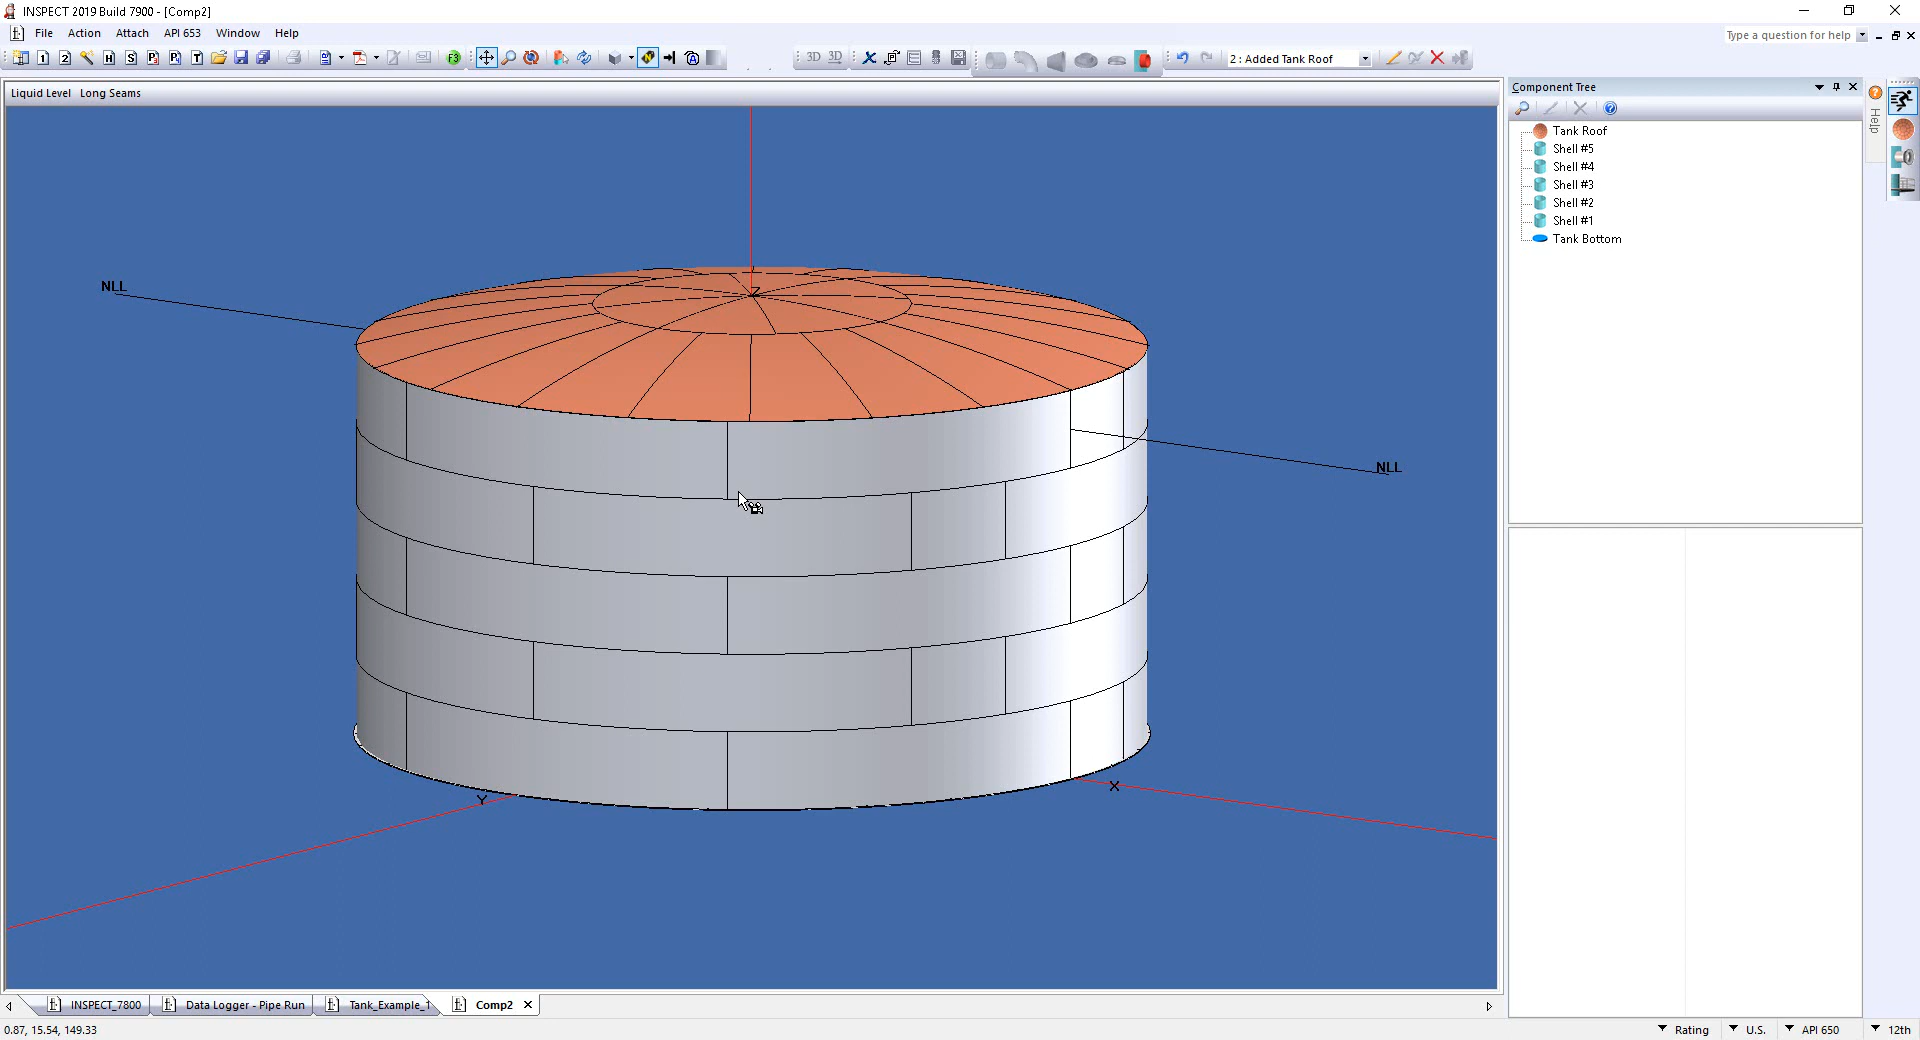 INSPECT 2019 Build 7900 - [Comp2]
File Action Attach API 653 Window Help
Type a question for help
1 2 H S T F3 3D 3D 2 : Added Tank Roof
Liquid Level Long Seams
Component Tree
Help
Tank Roof
Shell #5
Shell #4
Shell #3
Shell #2
Shell #1
Tank Bottom
NLL
Z
NLL
Y
X
INSPECT_7800 Data Logger - Pipe Run Tank_Example_1 Comp2
0.87, 15.54, 149.33
Rating U.S. API 650 12th